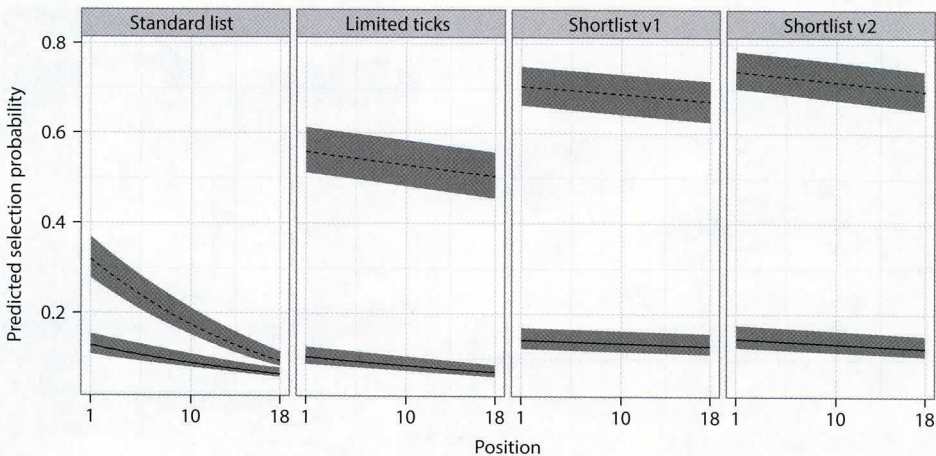 Standard list
Limited ticks
Shortlist v1
Shortlist v2
Predicted selection probability
0.8
0.6
0.4
0.2
1 10 18
1 10 18
1 10 18
1 10 18
Position